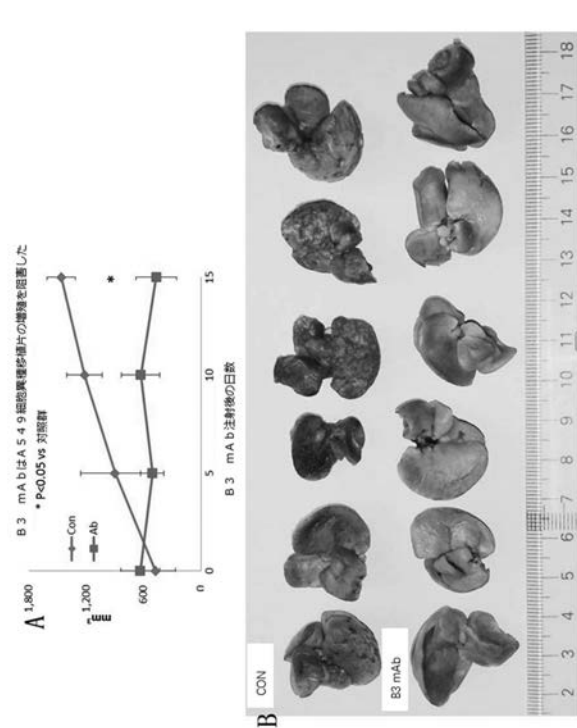 A
B3 mAbはA549細胞異種移植片の増殖を阻害した
* P<0.05 vs 対照群
Con
Ab
1,800
1,200
600
0
mm³
*
0 5 10 15
B3 mAb注射後の日数
B
CON
B3 mAb
2 3 4 5 6 7 8 9 10 11 12 13 14 15 16 17 18